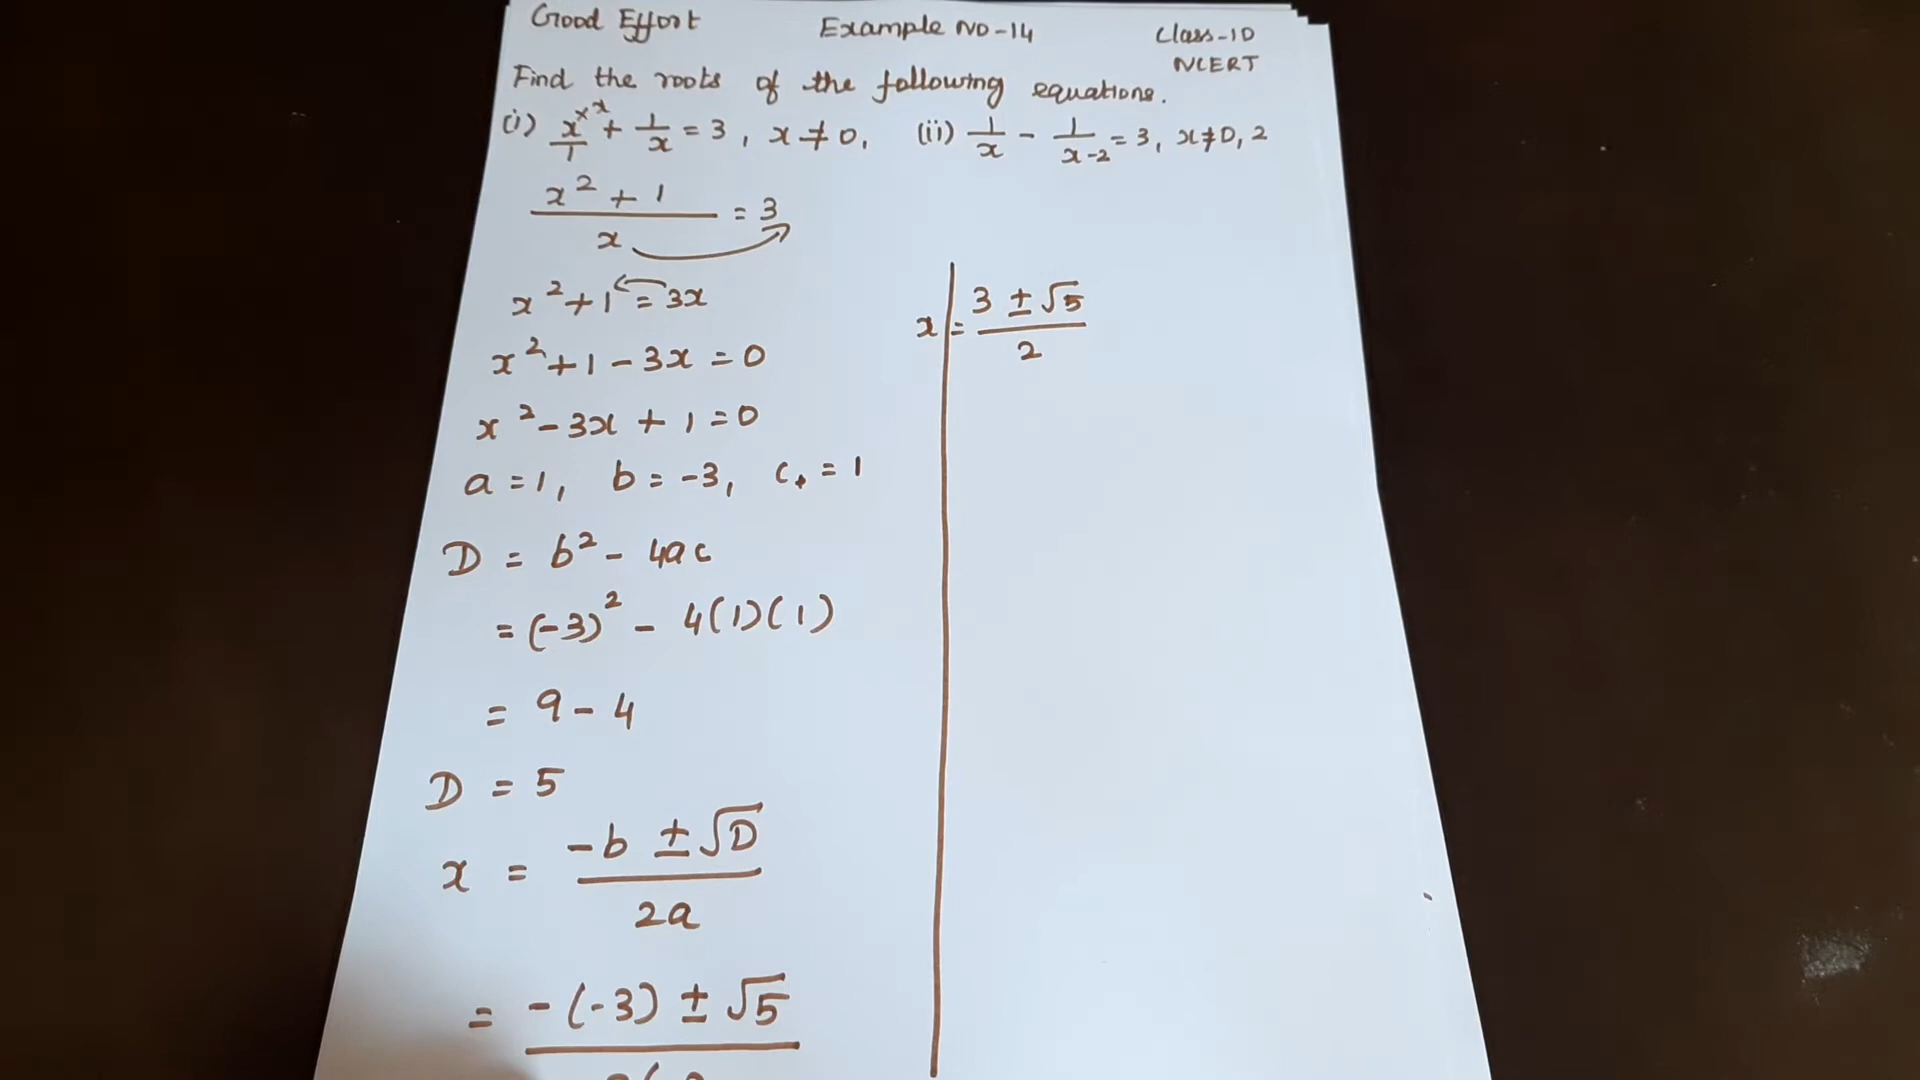 Good Effort Example NO-14 Class-10
NCERT
Find the roots of the following equations.
(i) x/1 ×x + 1/x = 3, x ≠ 0, (ii) 1/x - 1/x-2 = 3, x ≠ 0, 2
x² + 1 / x = 3
x² + 1 = 3x
x² + 1 - 3x = 0
x² - 3x + 1 = 0
a = 1, b = -3, c = 1
D = b² - 4ac
= (-3)² - 4(1)(1)
= 9 - 4
D = 5
x = -b ± √D / 2a
= -(-3) ± √5
x = 3 ± √5 / 2